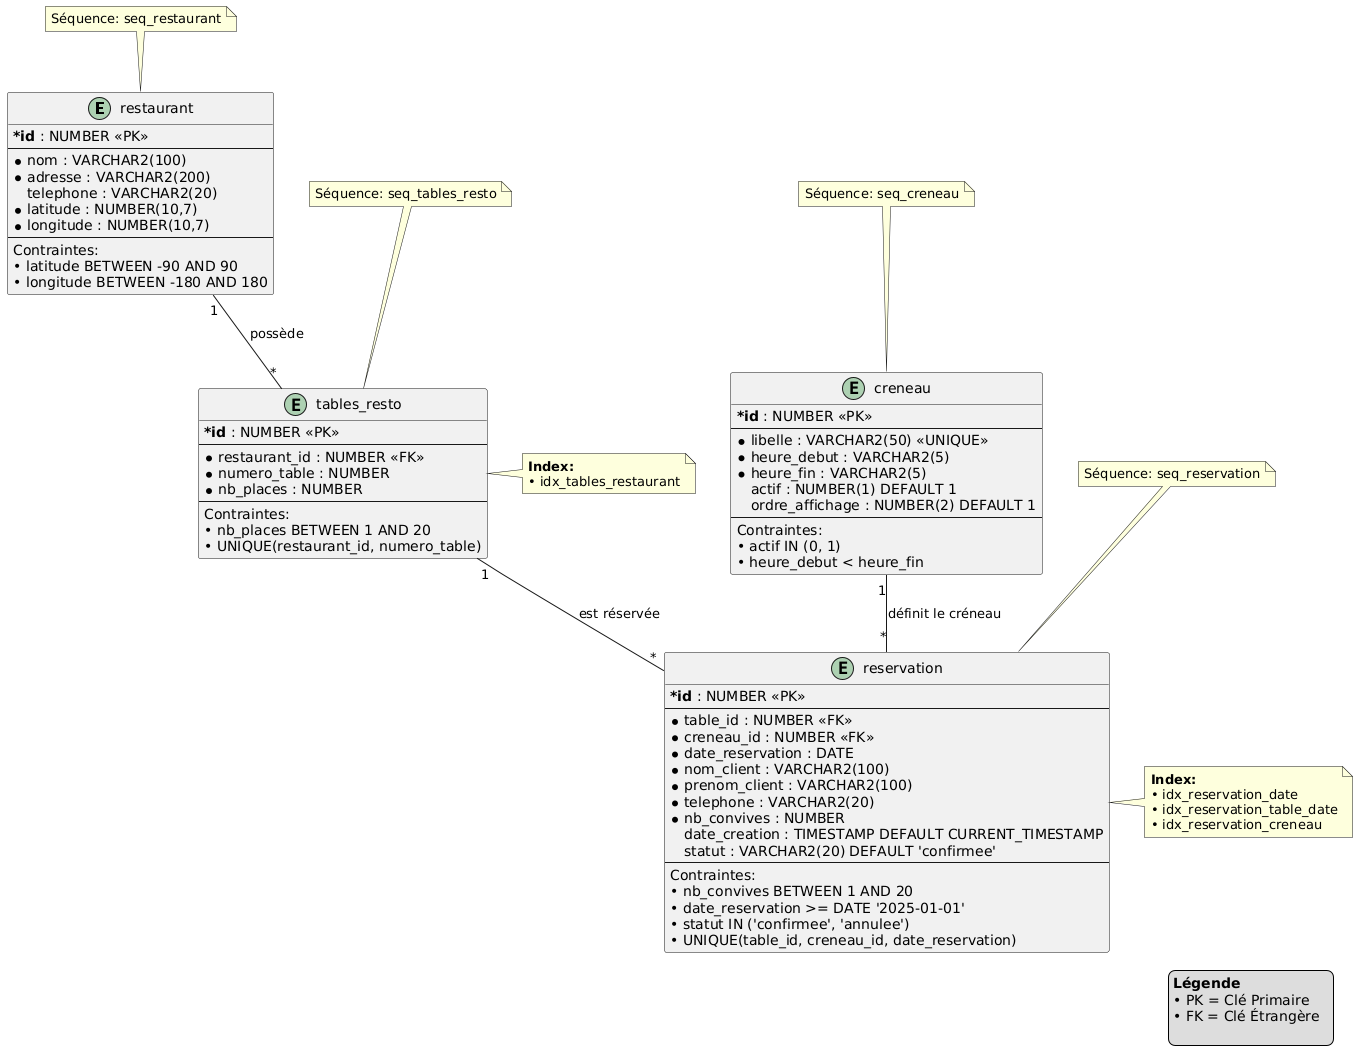 Séquence: seq_restaurant
restaurant
*id : NUMBER «PK»
• nom : VARCHAR2(100)
• adresse : VARCHAR2(200)
telephone : VARCHAR2(20)
• latitude : NUMBER(10,7)
• longitude : NUMBER(10,7)
Contraintes:
• latitude BETWEEN -90 AND 90
• longitude BETWEEN -180 AND 180
1
possède
*
Séquence: seq_tables_resto
tables_resto
*id : NUMBER «PK»
• restaurant_id : NUMBER «FK»
• numero_table : NUMBER
• nb_places : NUMBER
Contraintes:
• nb_places BETWEEN 1 AND 20
• UNIQUE(restaurant_id, numero_table)
Index:
• idx_tables_restaurant
1
est réservée
*
Séquence: seq_creneau
creneau
*id : NUMBER «PK»
• libelle : VARCHAR2(50) «UNIQUE»
• heure_debut : VARCHAR2(5)
• heure_fin : VARCHAR2(5)
actif : NUMBER(1) DEFAULT 1
ordre_affichage : NUMBER(2) DEFAULT 1
Contraintes:
• actif IN (0, 1)
• heure_debut < heure_fin
1
définit le créneau
*
Séquence: seq_reservation
reservation
*id : NUMBER «PK»
• table_id : NUMBER «FK»
• creneau_id : NUMBER «FK»
• date_reservation : DATE
• nom_client : VARCHAR2(100)
• prenom_client : VARCHAR2(100)
• telephone : VARCHAR2(20)
• nb_convives : NUMBER
date_creation : TIMESTAMP DEFAULT CURRENT_TIMESTAMP
statut : VARCHAR2(20) DEFAULT 'confirmee'
Contraintes:
• nb_convives BETWEEN 1 AND 20
• date_reservation >= DATE '2025-01-01'
• statut IN ('confirmee', 'annulee')
• UNIQUE(table_id, creneau_id, date_reservation)
Index:
• idx_reservation_date
• idx_reservation_table_date
• idx_reservation_creneau
Légende
• PK = Clé Primaire
• FK = Clé Étrangère